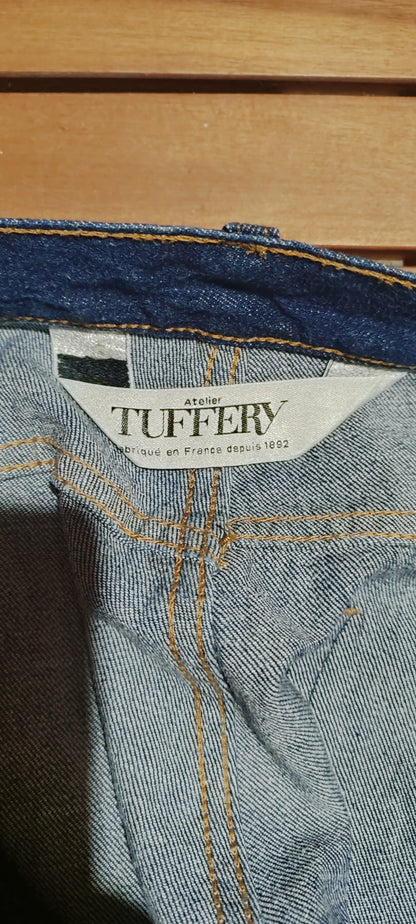 Atelier
TUFFERY
fabriqué en France depuis 1892